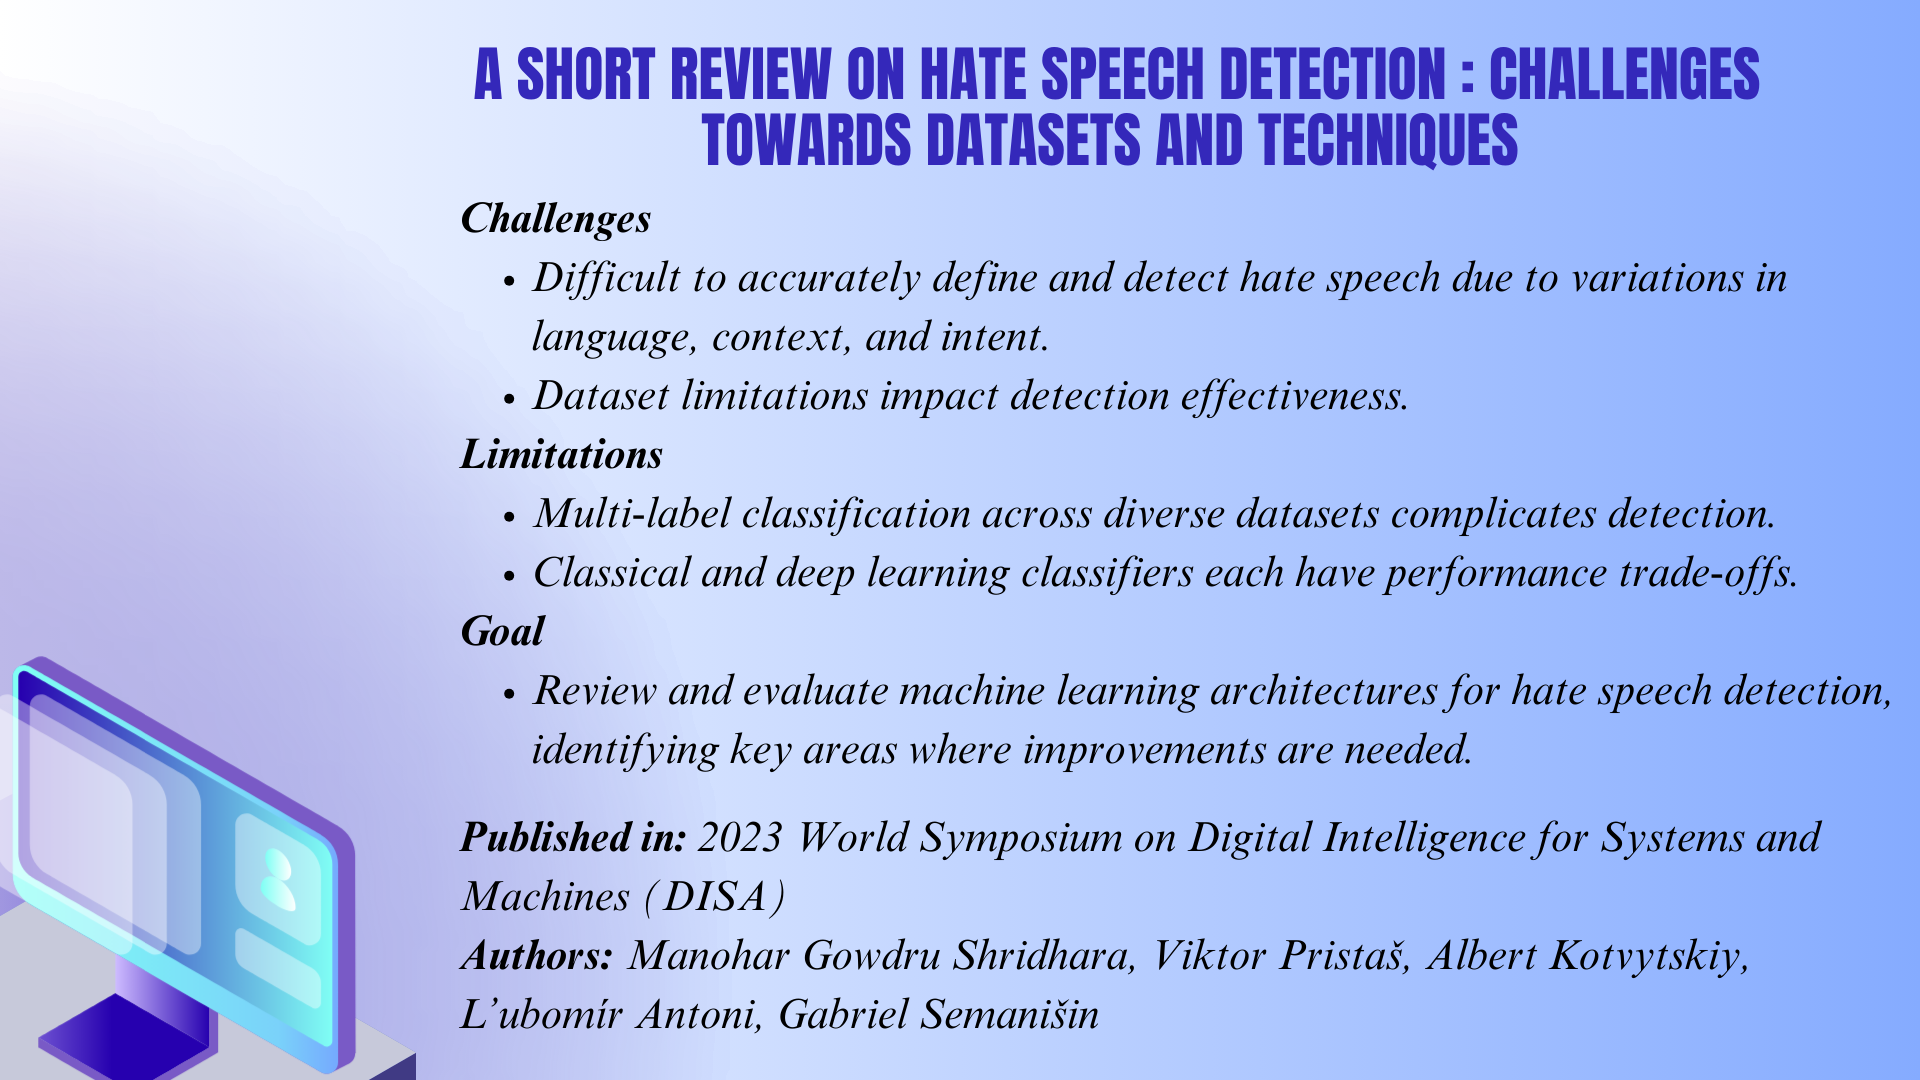 A SHORT REVIEW ON HATE SPEECH DETECTION : CHALLENGES
TOWARDS DATASETS AND TECHNIQUES
Challenges
• Difficult to accurately define and detect hate speech due to variations in
language, context, and intent.
• Dataset limitations impact detection effectiveness.
Limitations
• Multi-label classification across diverse datasets complicates detection.
• Classical and deep learning classifiers each have performance trade-offs.
Goal
• Review and evaluate machine learning architectures for hate speech detection,
identifying key areas where improvements are needed.
Published in: 2023 World Symposium on Digital Intelligence for Systems and
Machines (DISA)
Authors: Manohar Gowdru Shridhara, Viktor Pristaš, Albert Kotvytskiy,
L’ubomír Antoni, Gabriel Semanišin